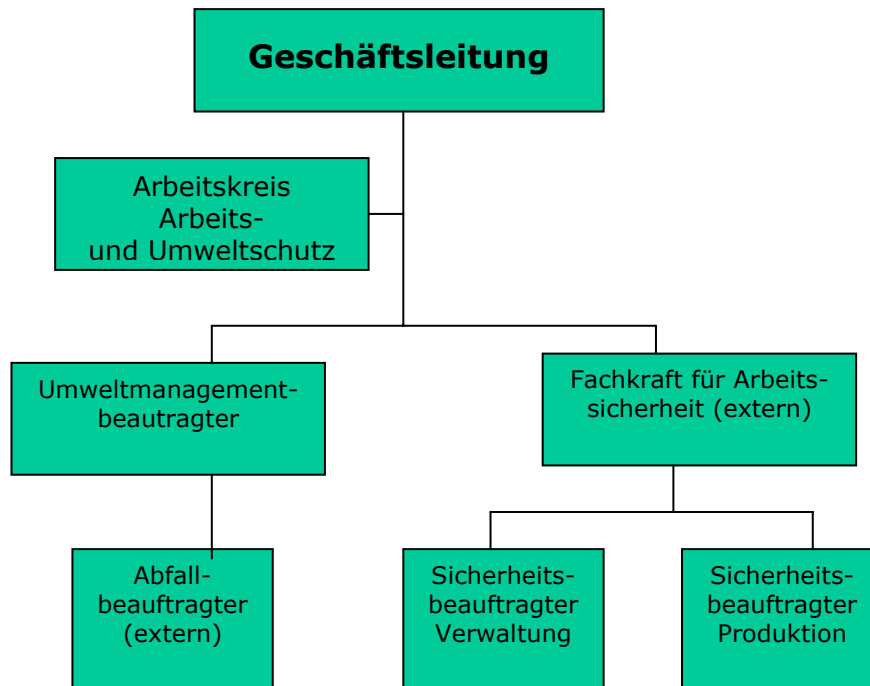 Geschäftsleitung
Arbeitskreis
Arbeits-
und Umweltschutz
Umweltmanagement-
beautragter
Fachkraft für Arbeits-
sicherheit (extern)
Abfall-
beauftragter
(extern)
Sicherheits-
beauftragter
Verwaltung
Sicherheits-
beauftragter
Produktion